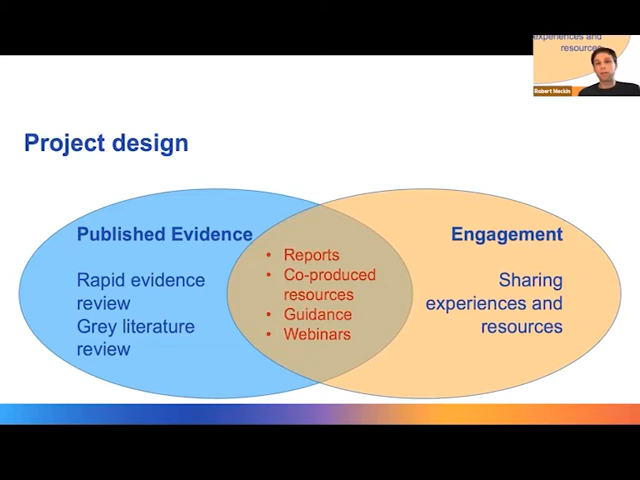 experiences and
resources
Robert Meckin
Project design
Published Evidence
Rapid evidence
review
Grey literature
review
• Reports
• Co-produced
resources
• Guidance
• Webinars
Engagement
Sharing
experiences and
resources